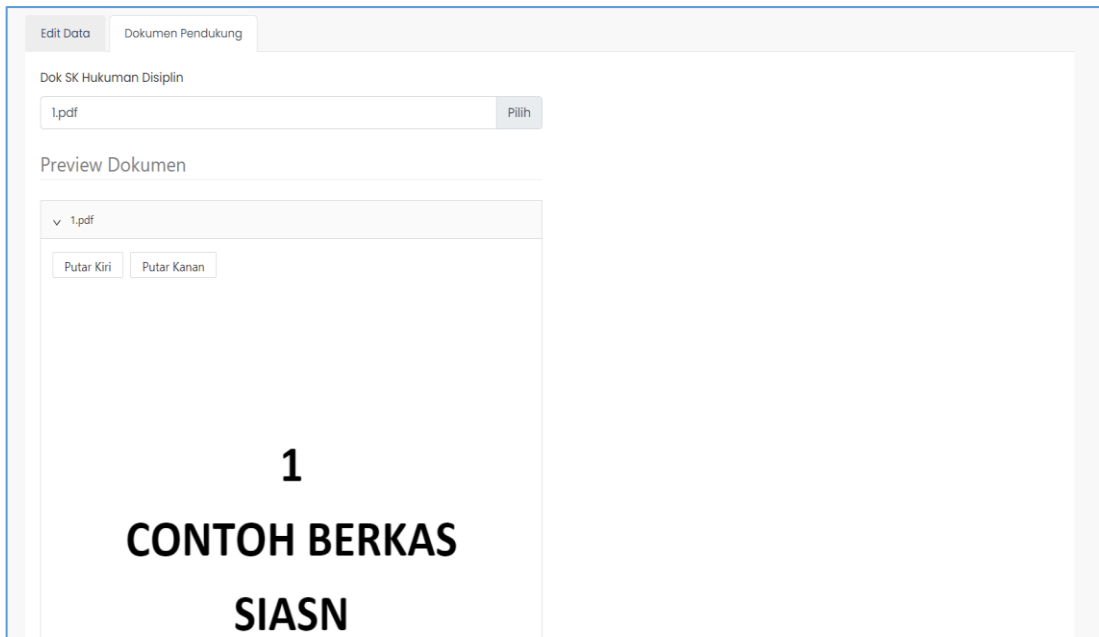 Edit Data Dokumen Pendukung
Dok SK Hukuman Disiplin
1.pdf Pilih
Preview Dokumen
1.pdf
Putar Kiri Putar Kanan
1
CONTOH BERKAS
SIASN